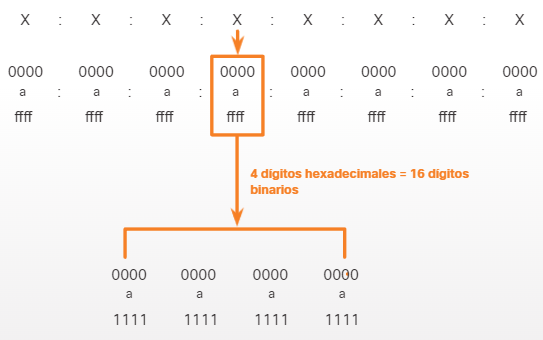 X : X : X : X : X : X : X : X
0000 0000 0000 0000 0000 0000 0000 0000
a : a : a : a : a : a : a : a
ffff ffff ffff ffff ffff ffff ffff ffff
4 dígitos hexadecimales = 16 dígitos
binarios
0000 0000 0000 0000
a a a a
1111 1111 1111 1111